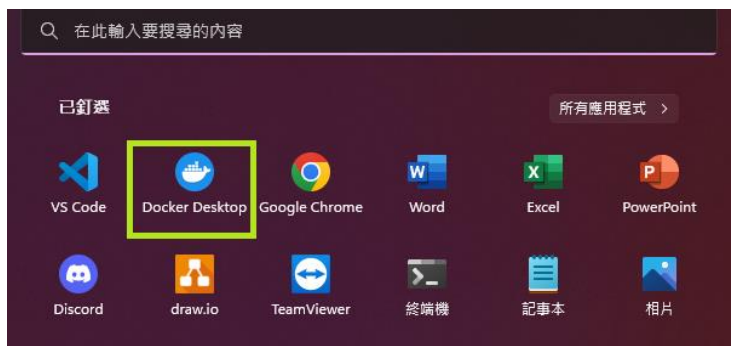 在此輸入要搜尋的內容
已釘選
所有應用程式 >
VS Code Docker Desktop Google Chrome Word Excel PowerPoint
Discord draw.io TeamViewer 終端機 記事本 相片